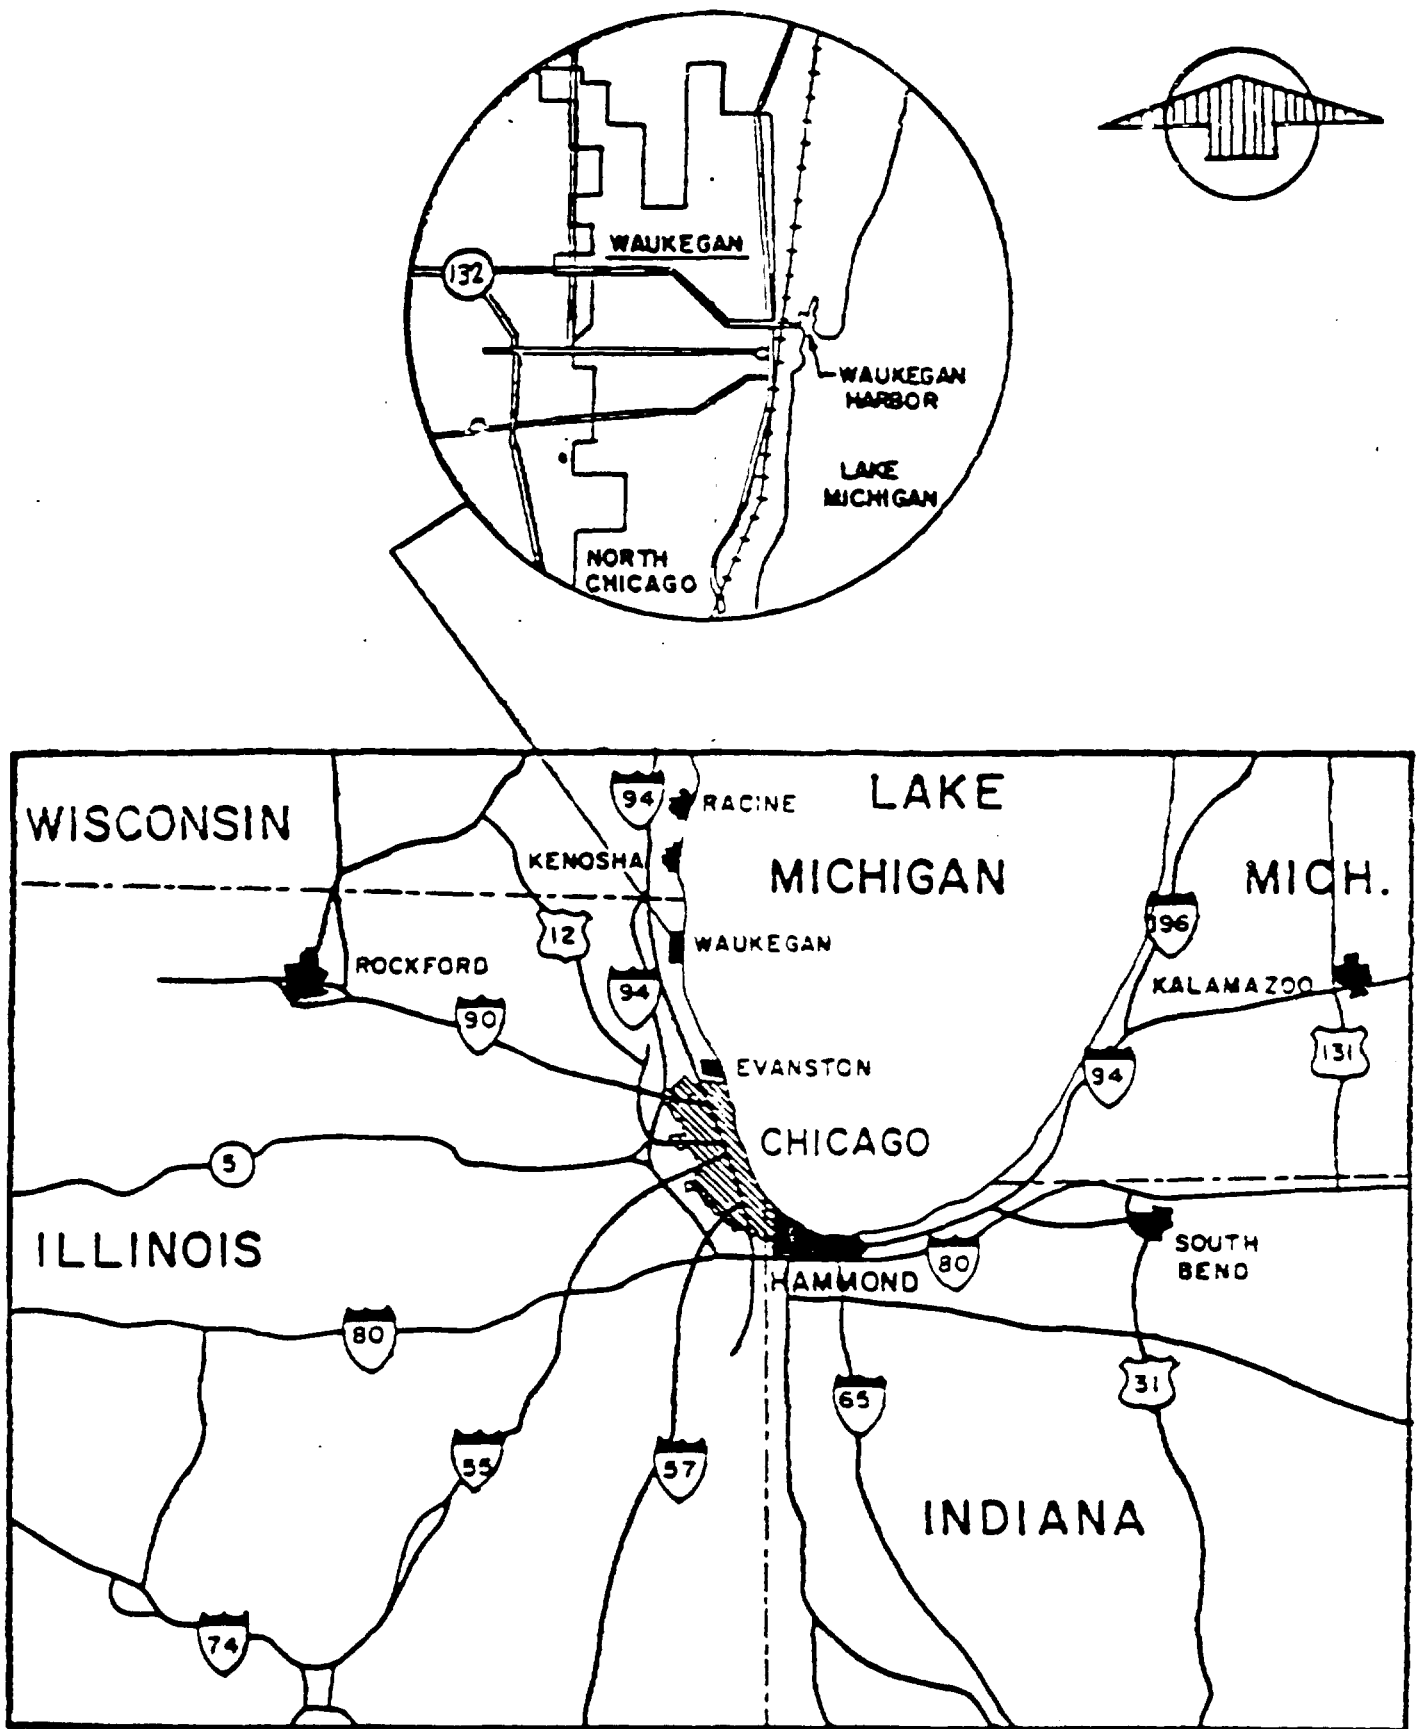 WAUKEGAN
132
WAUKEGAN
HARBOR
LAKE
MICHIGAN
NORTH
CHICAGO
94
RACINE
LAKE
WISCONSIN
KENOSHA
MICHIGAN
MICH.
12
196
WAUKEGAN
ROCKFORD
94
KALAMAZOO
90
131
EVANSTON
94
CHICAGO
5
ILLINOIS
SOUTH
BEND
80
HAMMOND
80
31
65
55
57
INDIANA
74